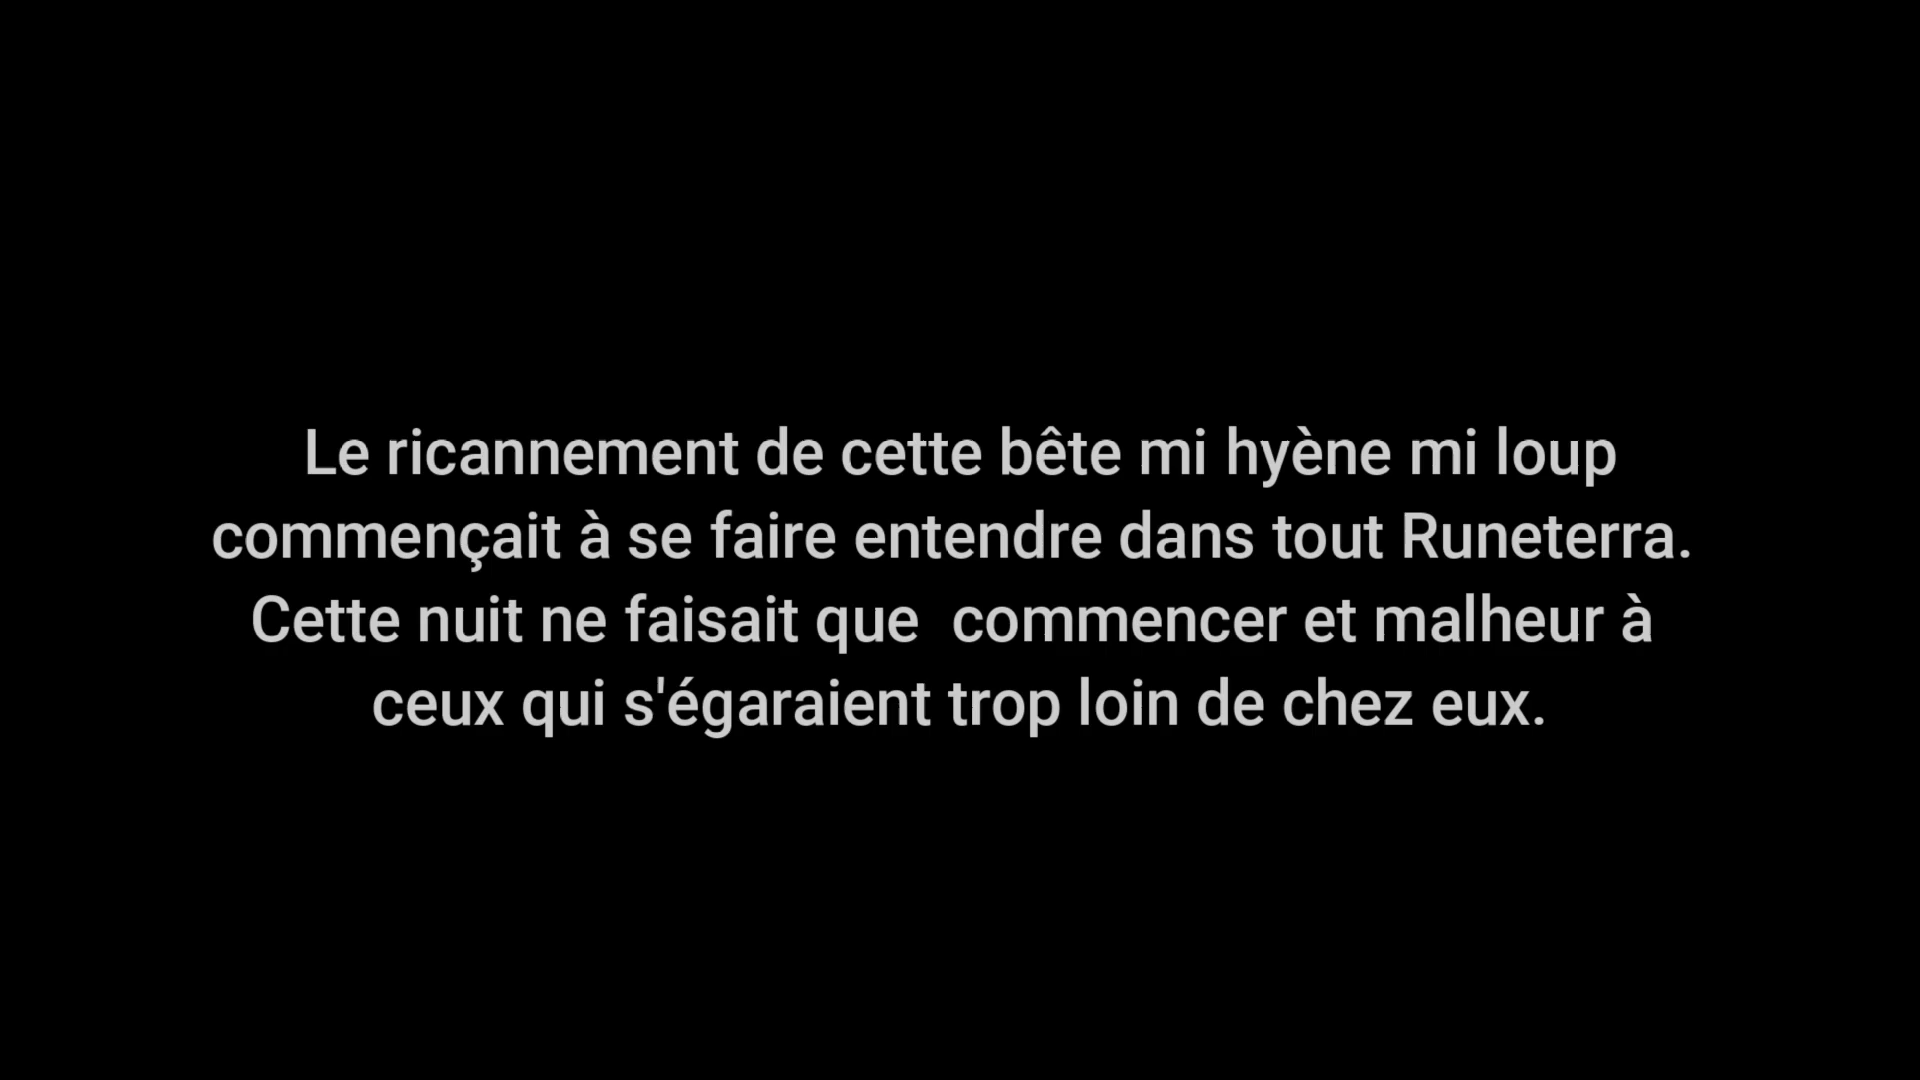 Le ricannement de cette bête mi hyène mi loup
commençait à se faire entendre dans tout Runeterra.
Cette nuit ne faisait que  commencer et malheur à
ceux qui s'égaraient trop loin de chez eux.